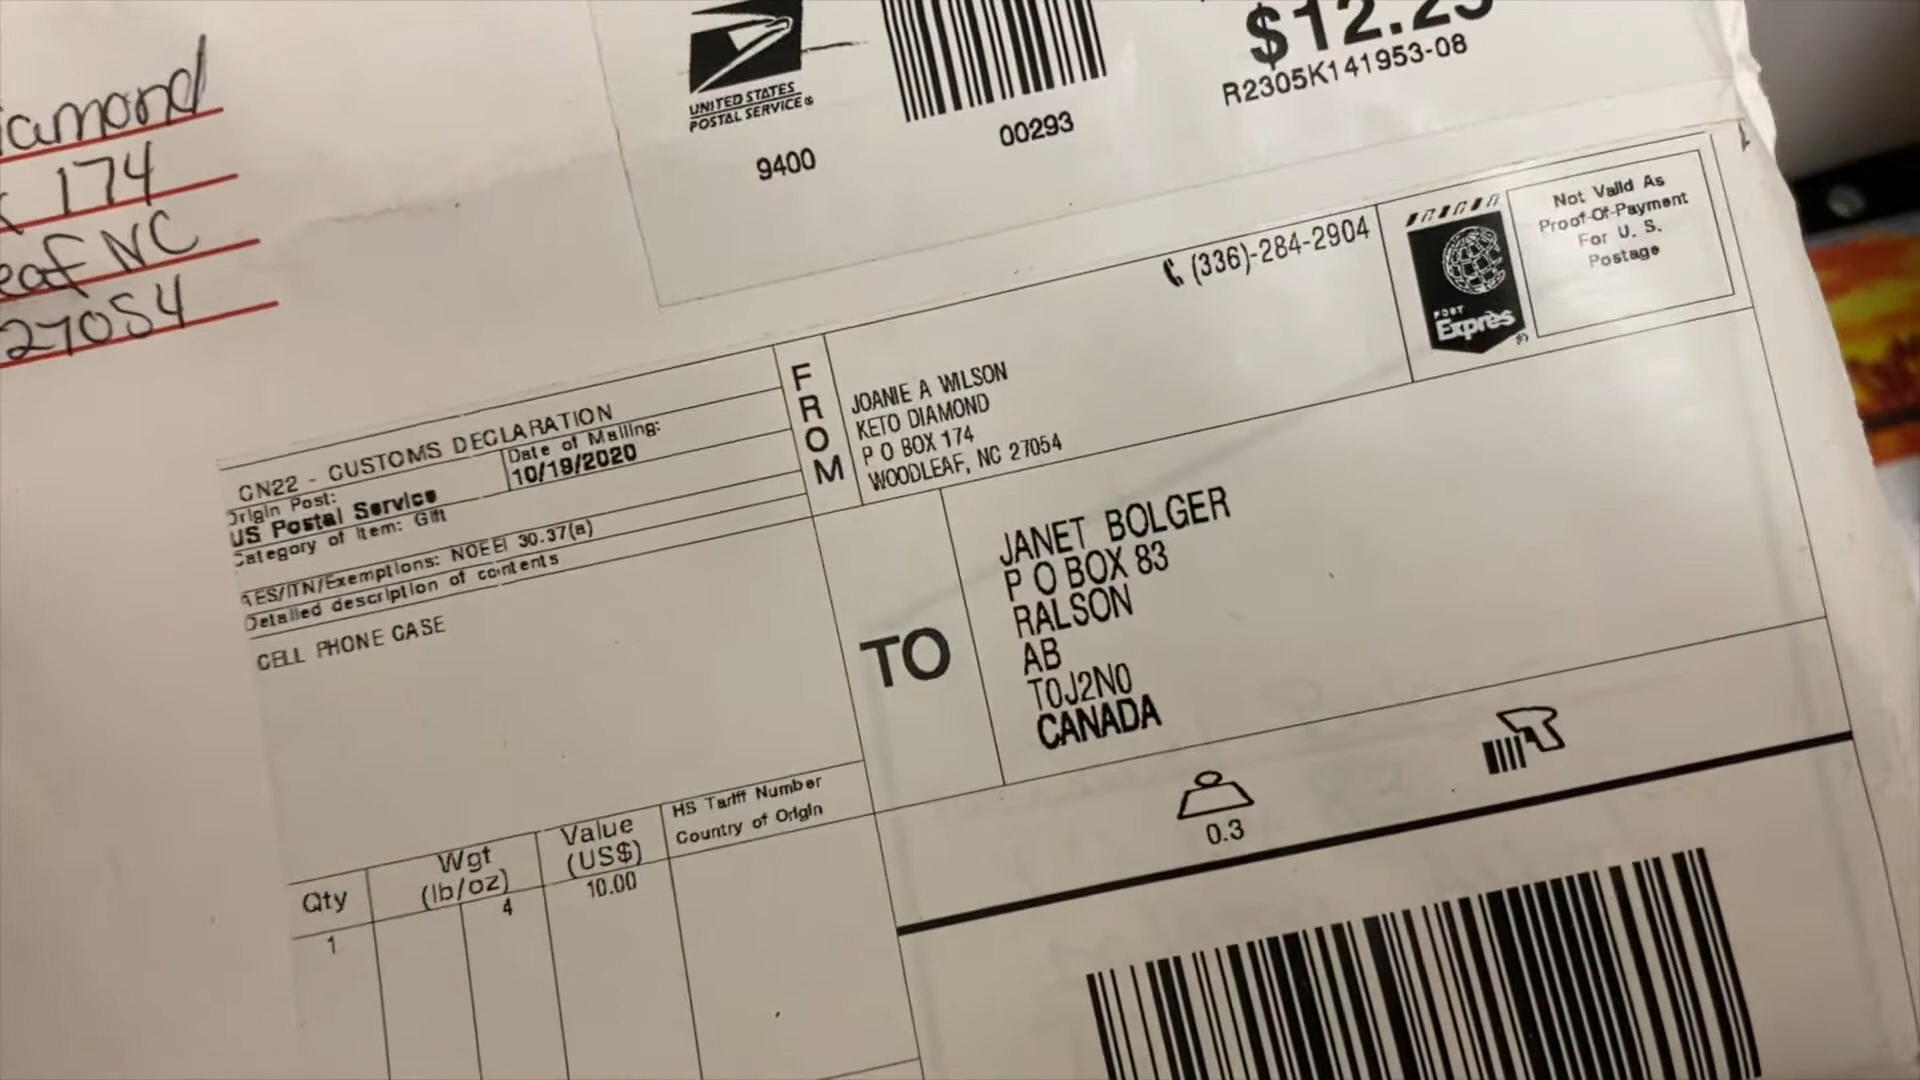 iamond
174
eaf NC
27054
UNITED STATES
POSTAL SERVICE®
9400
00293
$12.25
R2305K141953-08
CN22 - CUSTOMS DECLARATION
Origin Post:
US Postal Service
Date of Mailing:
10/19/2020
Category of Item: Gift
AES/ITN/Exemptions: NOEEI 30.37(a)
Detailed description of contents
CELL PHONE CASE
Qty
Wgt
(lb/oz)
Value
(US$)
HS Tariff Number
Country of Origin
1
4
10.00
FROM
(336)-284-2904
JOANIE A WILSON
KETO DIAMOND
P O BOX 174
WOODLEAF, NC 27054
POST
Exprès
®
Not Valid As
Proof-Of-Payment
For U. S.
Postage
TO
JANET BOLGER
P O BOX 83
RALSON
AB
T0J2N0
CANADA
0.3